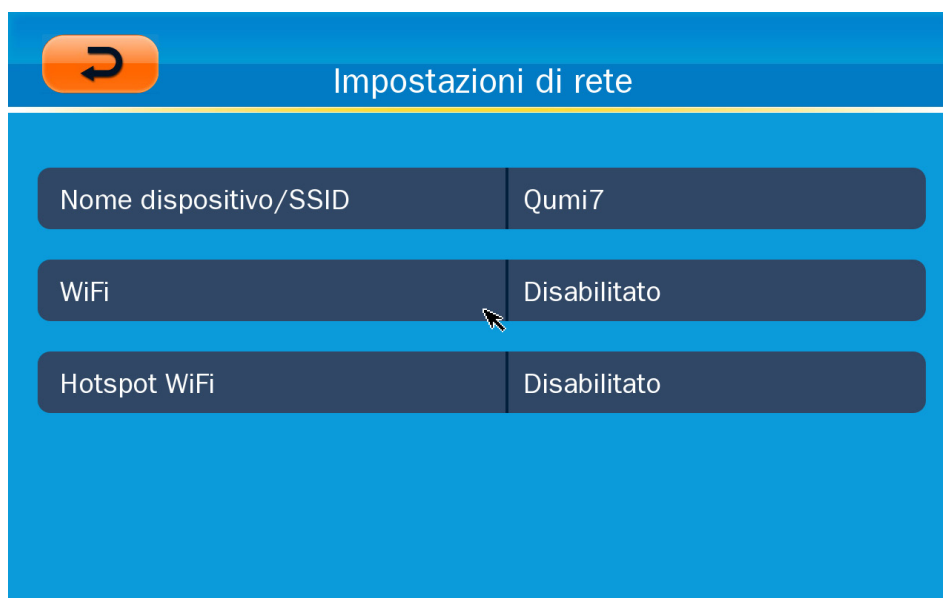 Impostazioni di rete
Nome dispositivo/SSID Qumi7
WiFi Disabilitato
Hotspot WiFi Disabilitato